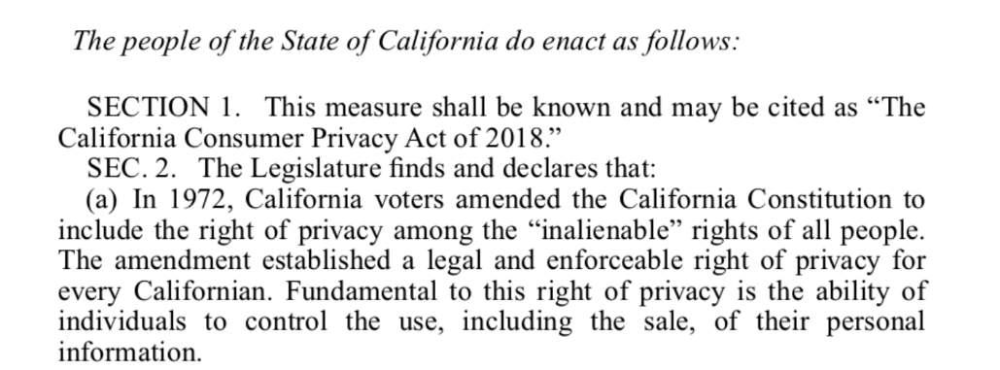 The people of the State of California do enact as follows:
SECTION 1. This measure shall be known and may be cited as “The
California Consumer Privacy Act of 2018.”
SEC. 2. The Legislature finds and declares that:
(a) In 1972, California voters amended the California Constitution to
include the right of privacy among the “inalienable” rights of all people.
The amendment established a legal and enforceable right of privacy for
every Californian. Fundamental to this right of privacy is the ability of
individuals to control the use, including the sale, of their personal
information.